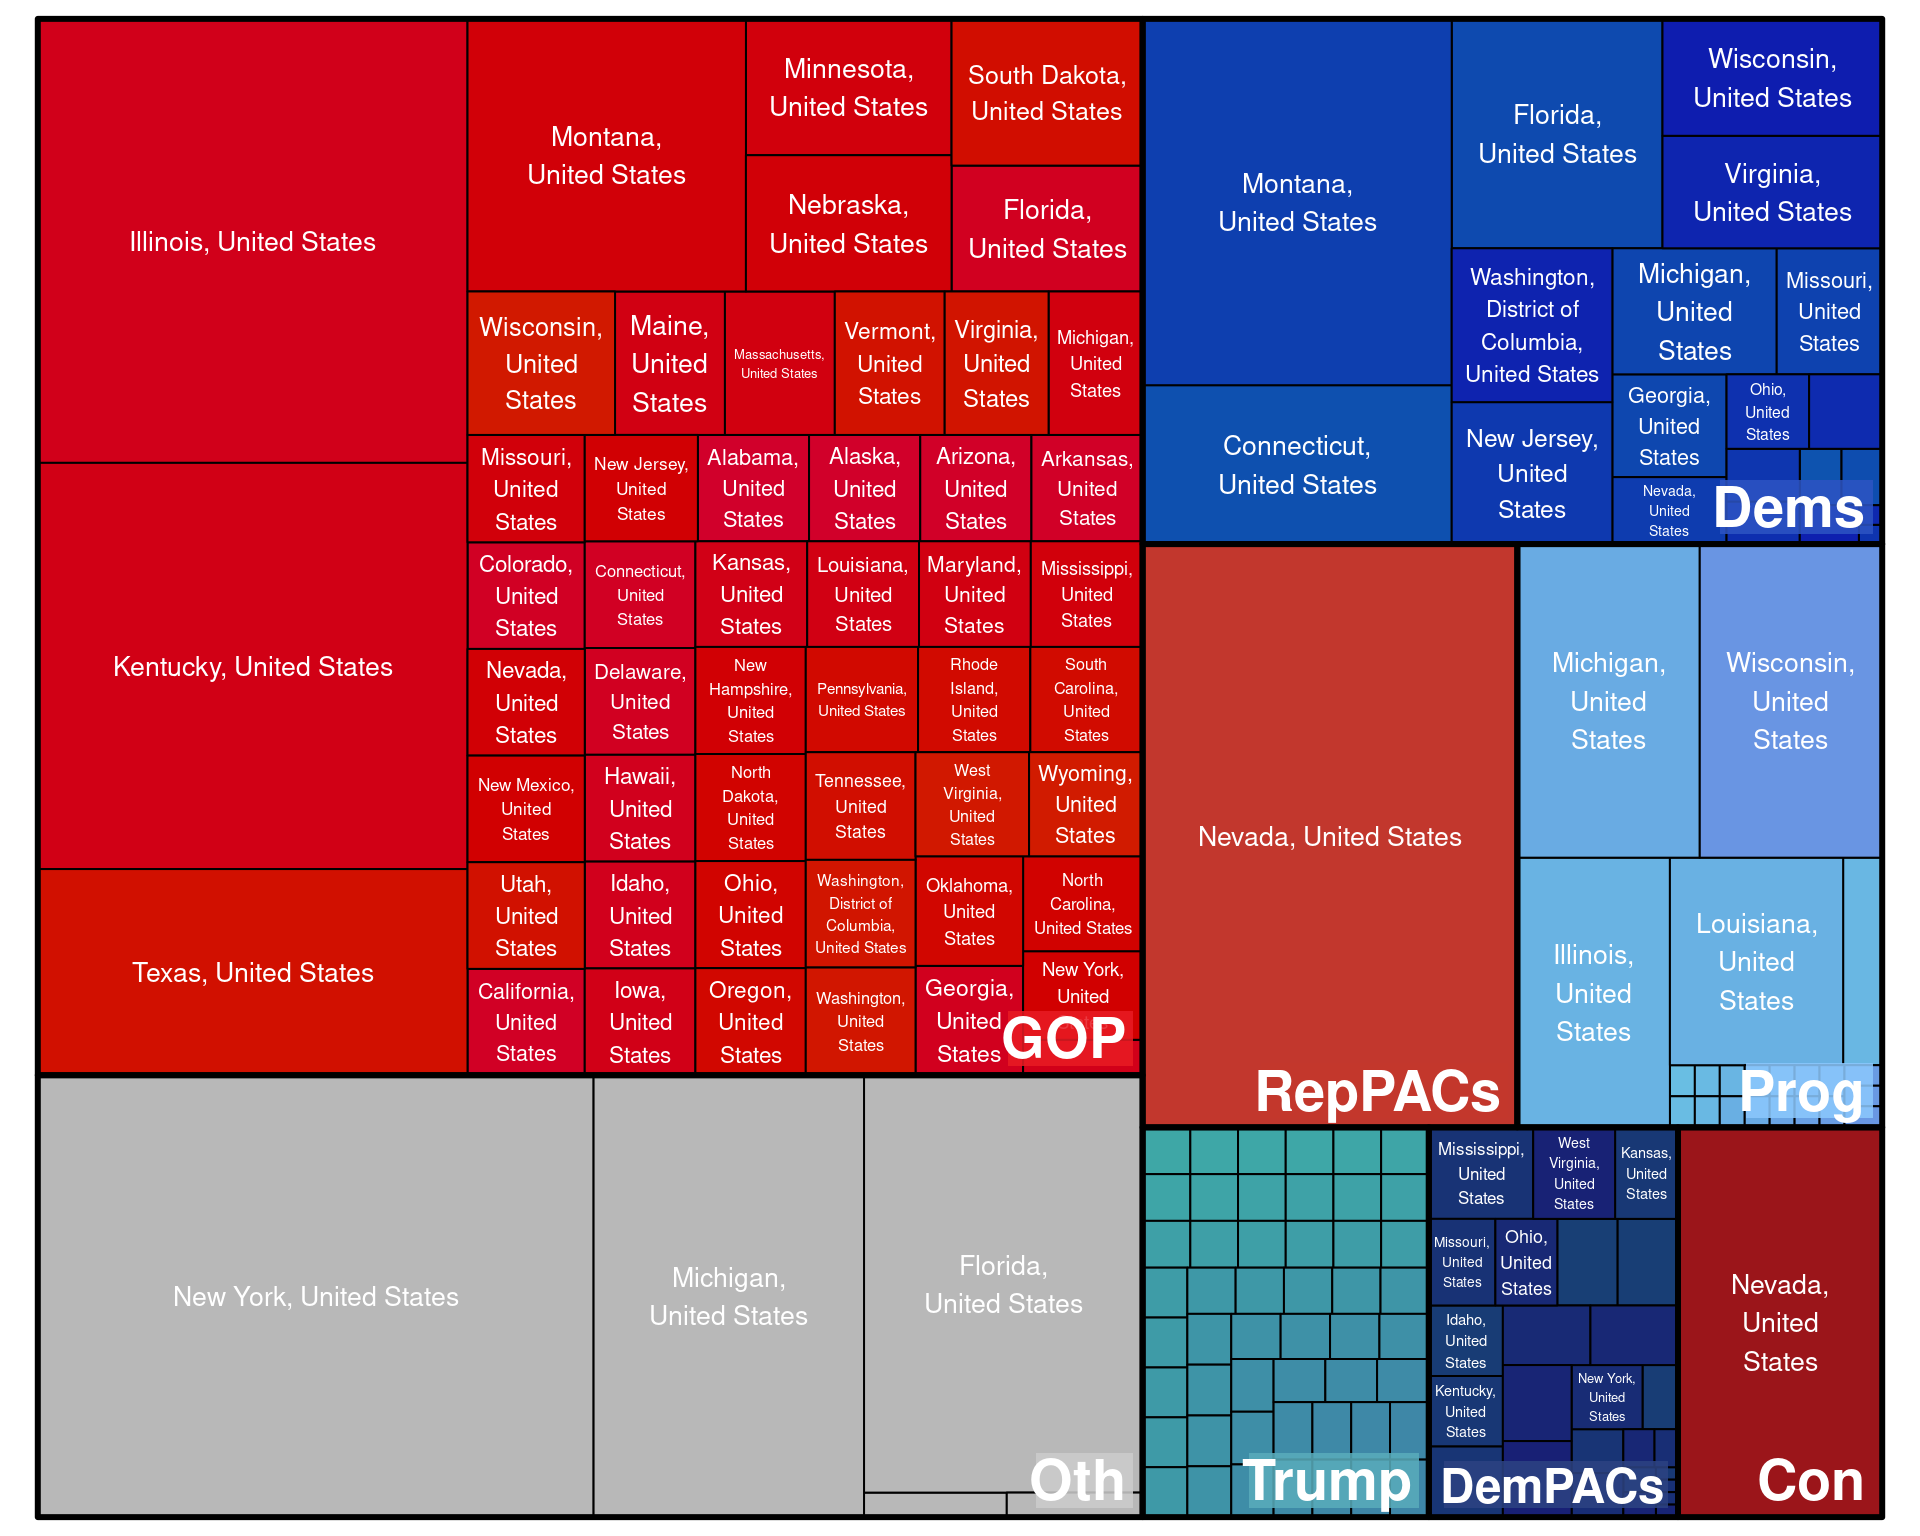 Illinois, United States
Kentucky, United States
Texas, United States
Montana,
United States
Minnesota,
United States
South Dakota,
United States
Nebraska,
United States
Florida,
United States
Wisconsin,
United
States
Maine,
United
States
Massachusetts,
United States
Vermont,
United
States
Virginia,
United
States
Michigan,
United
States
Missouri,
United
States
New Jersey,
United
States
Alabama,
United
States
Alaska,
United
States
Arizona,
United
States
Arkansas,
United
States
Colorado,
United
States
Connecticut,
United
States
Kansas,
United
States
Louisiana,
United
States
Maryland,
United
States
Mississippi,
United
States
Nevada,
United
States
Delaware,
United
States
New
Hampshire,
United
States
Pennsylvania,
United States
Rhode
Island,
United
States
South
Carolina,
United
States
New Mexico,
United
States
Hawaii,
United
States
North
Dakota,
United
States
Tennessee,
United
States
West
Virginia,
United
States
Wyoming,
United
States
Utah,
United
States
Idaho,
United
States
Ohio,
United
States
Washington,
District of
Columbia,
United States
Oklahoma,
United
States
North
Carolina,
United States
California,
United
States
Iowa,
United
States
Oregon,
United
States
Washington,
United
States
Georgia,
United
States
New York,
United
GOP
New York, United States
Michigan,
United States
Florida,
United States
Oth
Montana,
United States
Connecticut,
United States
Florida,
United States
Wisconsin,
United States
Virginia,
United States
Washington,
District of
Columbia,
United States
Michigan,
United
States
Missouri,
United
States
New Jersey,
United
States
Georgia,
United
States
Ohio,
United
States
Nevada,
United
States
Dems
Nevada, United States
RepPACs
Michigan,
United
States
Wisconsin,
United
States
Illinois,
United
States
Louisiana,
United
States
Prog
Trump
Mississippi,
United
States
West
Virginia,
United
States
Kansas,
United
States
Missouri,
United
States
Ohio,
United
States
Idaho,
United
States
Kentucky,
United
States
New York,
United
States
DemPACs
Nevada,
United
States
Con